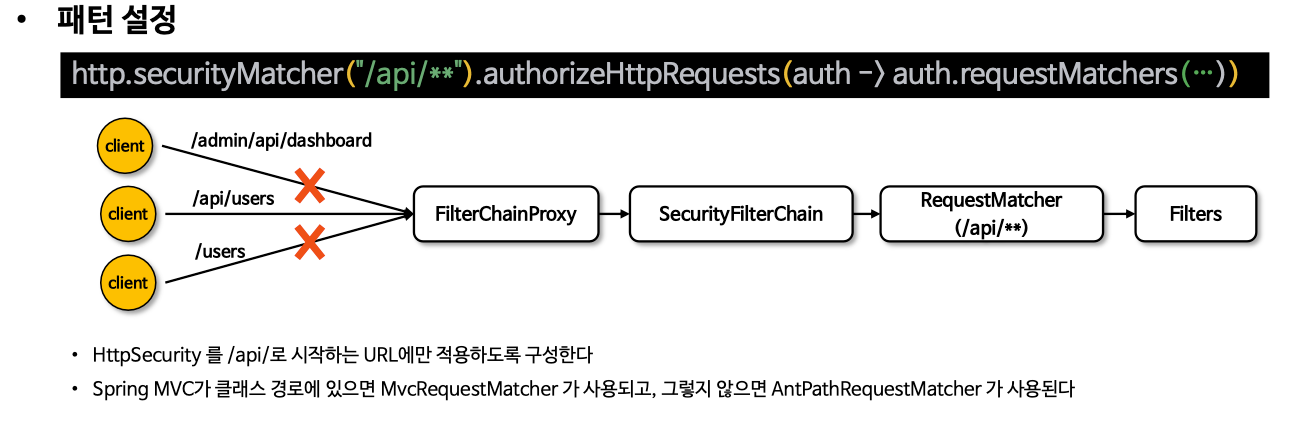 • 패턴 설정
http.securityMatcher("/api/**").authorizeHttpRequests(auth -> auth.requestMatchers(…))
client
/admin/api/dashboard
client
/api/users
client
/users
FilterChainProxy
SecurityFilterChain
RequestMatcher
(/api/**)
Filters
• HttpSecurity 를 /api/로 시작하는 URL에만 적용하도록 구성한다
• Spring MVC가 클래스 경로에 있으면 MvcRequestMatcher 가 사용되고, 그렇지 않으면 AntPathRequestMatcher 가 사용된다